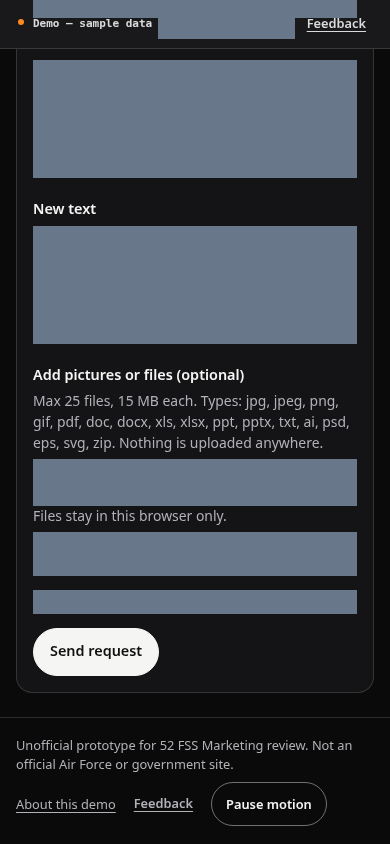 Demo — sample data
Feedback
New text
Add pictures or files (optional)
Max 25 files, 15 MB each. Types: jpg, jpeg, png,
gif, pdf, doc, docx, xls, xlsx, ppt, pptx, txt, ai, psd,
eps, svg, zip. Nothing is uploaded anywhere.
Files stay in this browser only.
Send request
Unofficial prototype for 52 FSS Marketing review. Not an
official Air Force or government site.
About this demo Feedback Pause motion